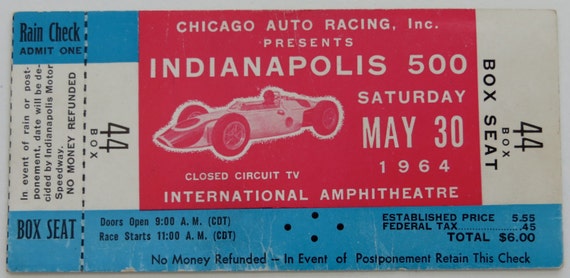 Rain Check
ADMIT ONE
In event of rain or post-
ponement, date will be de-
cided by Indianapolis Motor
Speedway.
NO MONEY REFUNDED
BOX
44
BOX SEAT
CHICAGO AUTO RACING, Inc.
PRESENTS
INDIANAPOLIS 500
SATURDAY
MAY 30
1964
CLOSED CIRCUIT TV
INTERNATIONAL AMPHITHEATRE
Doors Open 9:00 A.M. (CDT)
Race Starts 11:00 A.M. (CDT)
ESTABLISHED PRICE 5.55
FEDERAL TAX .45
TOTAL $6.00
No Money Refunded — In Event of Postponement Retain This Check
BOX SEAT
BOX
44